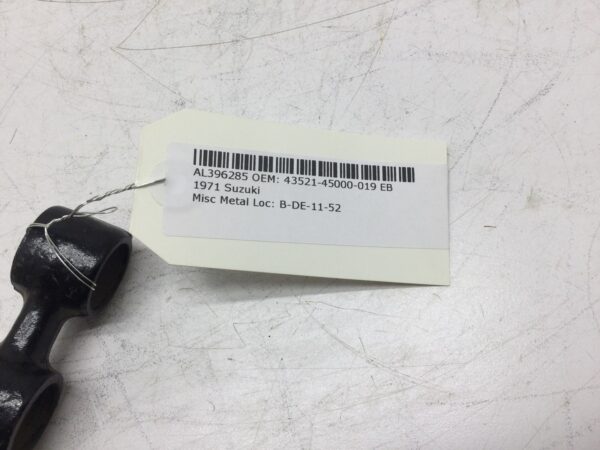 AL396285 OEM: 43521-45000-019 EB
1971 Suzuki
Misc Metal Loc: B-DE-11-52